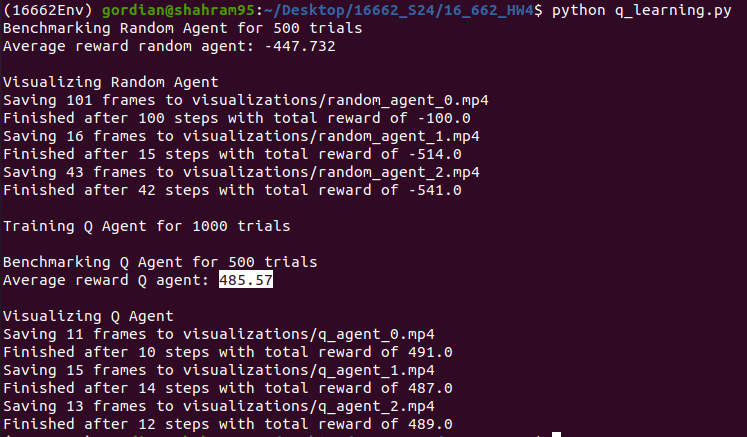 (16662Env) gordian@shahram95:~/Desktop/16662_S24/16_662_HW4$ python q_learning.py
Benchmarking Random Agent for 500 trials
Average reward random agent: -447.732
Visualizing Random Agent
Saving 101 frames to visualizations/random_agent_0.mp4
Finished after 100 steps with total reward of -100.0
Saving 16 frames to visualizations/random_agent_1.mp4
Finished after 15 steps with total reward of -514.0
Saving 43 frames to visualizations/random_agent_2.mp4
Finished after 42 steps with total reward of -541.0
Training Q Agent for 1000 trials
Benchmarking Q Agent for 500 trials
Average reward Q agent: 485.57
Visualizing Q Agent
Saving 11 frames to visualizations/q_agent_0.mp4
Finished after 10 steps with total reward of 491.0
Saving 15 frames to visualizations/q_agent_1.mp4
Finished after 14 steps with total reward of 487.0
Saving 13 frames to visualizations/q_agent_2.mp4
Finished after 12 steps with total reward of 489.0